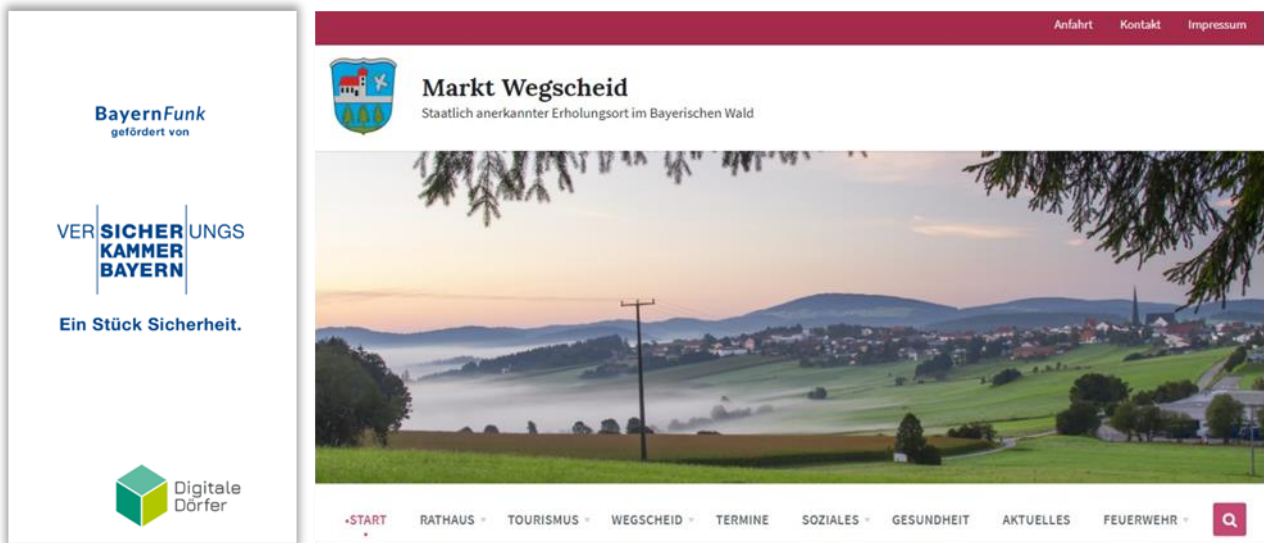 BayernFunk
gefördert von
VERSICHERUNGS
KAMMER
BAYERN
Ein Stück Sicherheit.
Digitale
Dörfer
Anfahrt Kontakt Impressum
Markt Wegscheid
Staatlich anerkannter Erholungsort im Bayerischen Wald
START RATHAUS TOURISMUS WEGSCHEID TERMINE SOZIALES GESUNDHEIT AKTUELLES FEUERWEHR